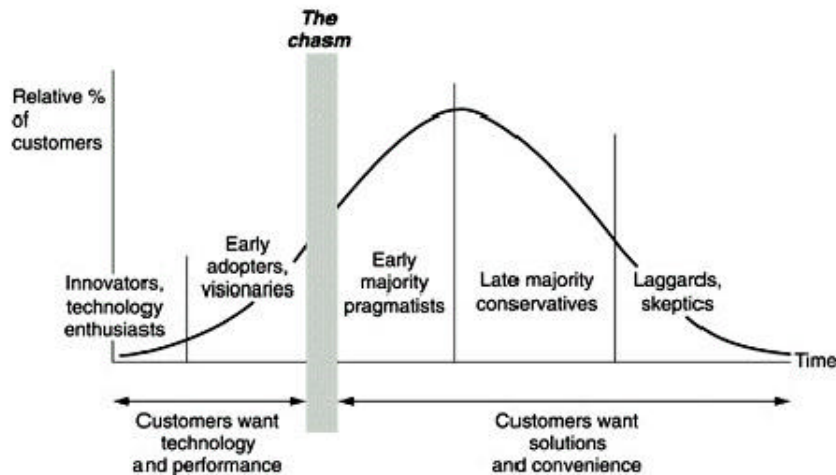 The
chasm
Relative %
of
customers
Innovators,
technology
enthusiasts
Early
adopters,
visionaries
Early
majority
pragmatists
Late majority
conservatives
Laggards,
skeptics
Time
Customers want
technology
and performance
Customers want
solutions
and convenience